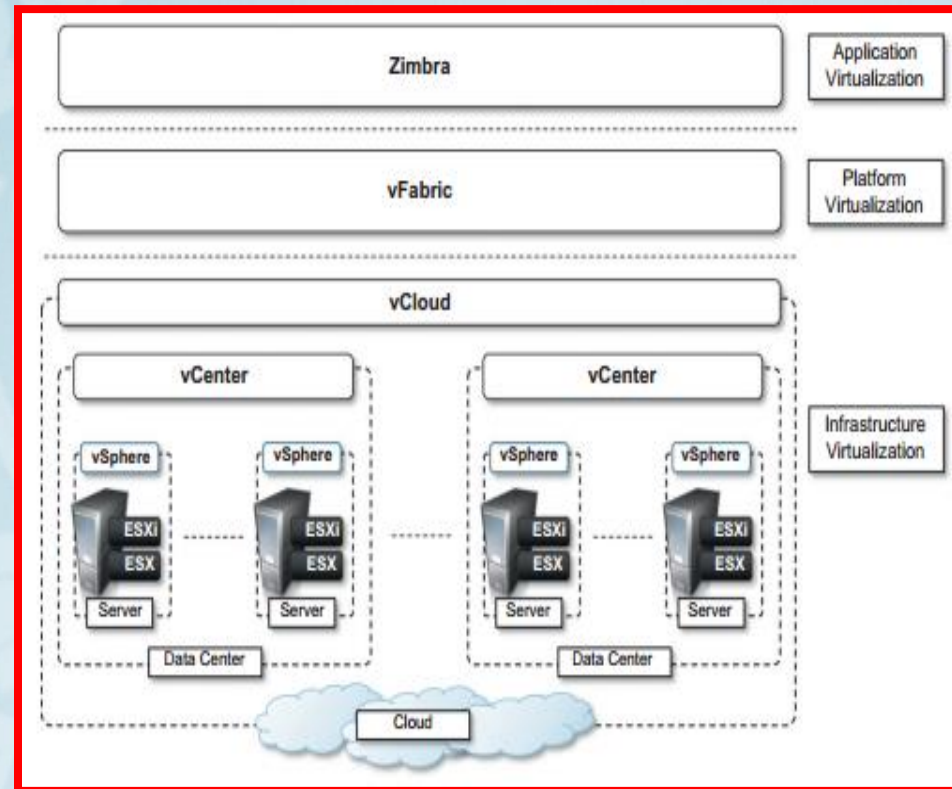 Zimbra
Application
Virtualization
vFabric
Platform
Virtualization
vCloud
vCenter
vCenter
Infrastructure
Virtualization
vSphere
vSphere
vSphere
vSphere
ESXi
ESXi
ESXi
ESXi
ESX
ESX
ESX
ESX
Server
Server
Server
Server
Data Center
Data Center
Cloud